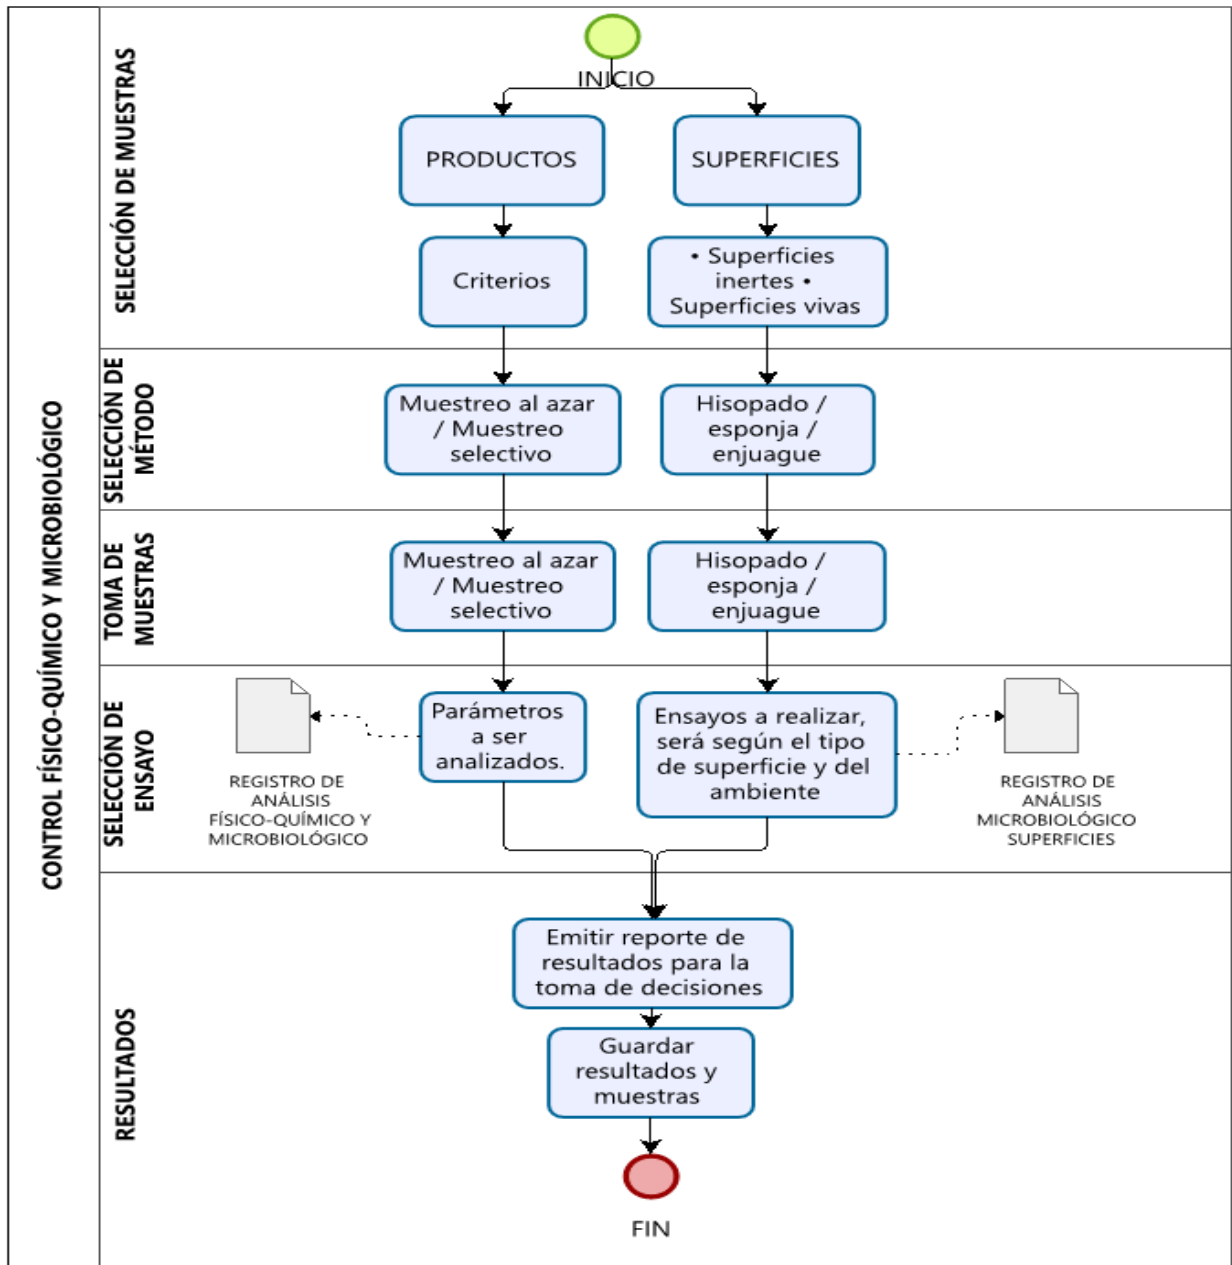 CONTROL FÍSICO-QUÍMICO Y MICROBIOLÓGICO
SELECCIÓN DE MUESTRAS
INICIO
PRODUCTOS
SUPERFICIES
Criterios
• Superficies
inertes •
Superficies vivas
SELECCIÓN DE
MÉTODO
Muestreo al azar
/ Muestreo
selectivo
Hisopado /
esponja /
enjuague
TOMA DE
MUESTRAS
Muestreo al azar
/ Muestreo
selectivo
Hisopado /
esponja /
enjuague
SELECCIÓN DE
ENSAYO
REGISTRO DE
ANÁLISIS
FÍSICO-QUÍMICO Y
MICROBIOLÓGICO
Parámetros
a ser
analizados.
Ensayos a realizar,
será según el tipo
de superficie y del
ambiente
REGISTRO DE
ANÁLISIS
MICROBIOLÓGICO
SUPERFICIES
RESULTADOS
Emitir reporte de
resultados para la
toma de decisiones
Guardar
resultados y
muestras
FIN